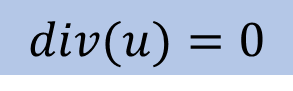 div(u) = 0